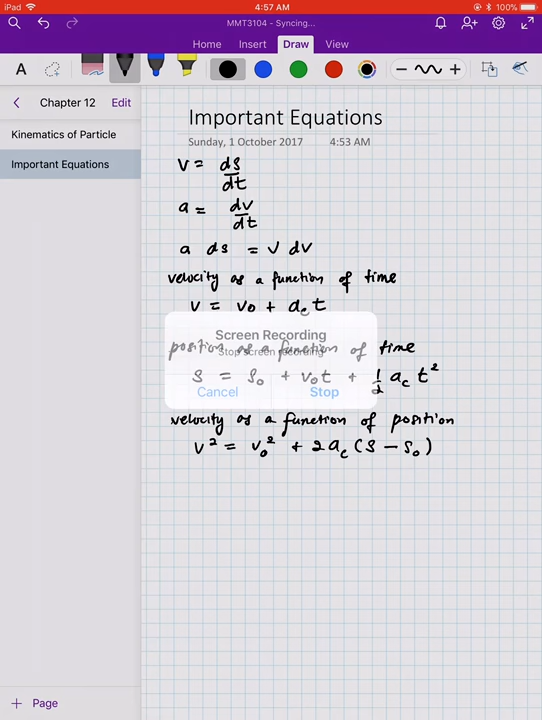 iPad 4:57 AM 100%
MMT3104 – Syncing...
Home Insert Draw View
A
Chapter 12 Edit
Kinematics of Particle
Important Equations
Important Equations
Sunday, 1 October 2017 4:53 AM
v = ds/dt
a = dv/dt
a ds = v dv
velocity as a function of time
v = v₀ + a꜀ t
position as a function of time
s = s₀ + v₀t + 1/2 a꜀ t²
velocity as a function of position
v² = v₀² + 2a꜀ (s – s₀)
Screen Recording
Stop screen recording
Cancel Stop
+ Page